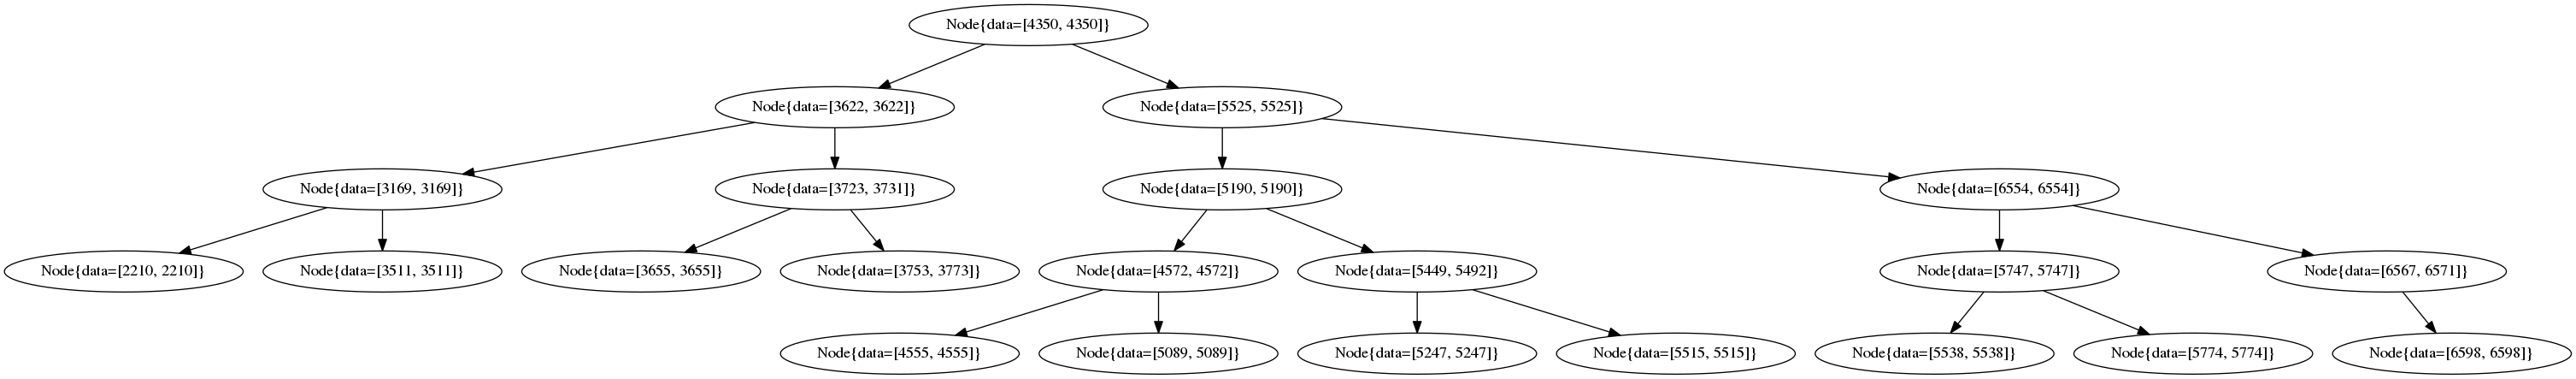 Node{data=[4350, 4350]}
Node{data=[3622, 3622]}
Node{data=[5525, 5525]}
Node{data=[3169, 3169]}
Node{data=[3723, 3731]}
Node{data=[5190, 5190]}
Node{data=[6554, 6554]}
Node{data=[2210, 2210]}
Node{data=[3511, 3511]}
Node{data=[3655, 3655]}
Node{data=[3753, 3773]}
Node{data=[4572, 4572]}
Node{data=[5449, 5492]}
Node{data=[5747, 5747]}
Node{data=[6567, 6571]}
Node{data=[4555, 4555]}
Node{data=[5089, 5089]}
Node{data=[5247, 5247]}
Node{data=[5515, 5515]}
Node{data=[5538, 5538]}
Node{data=[5774, 5774]}
Node{data=[6598, 6598]}